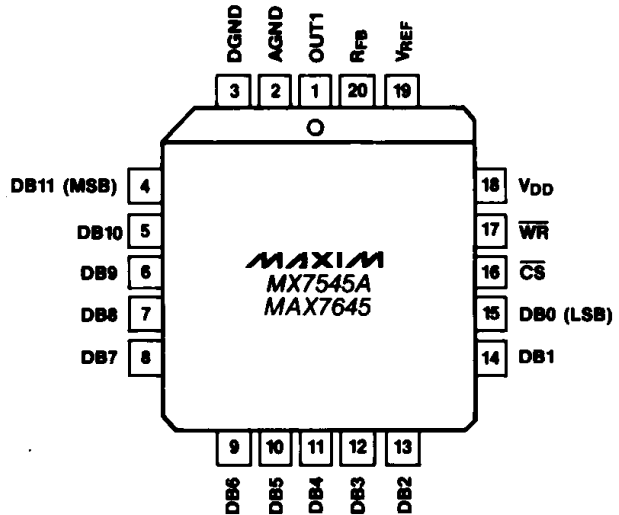 DGND
AGND
OUT1
RFB
VREF
3 2 1 20 19
DB11 (MSB) 4
18 VDD
DB10 5
17 W̅R̅
DB9 6
MAXIM
MX7545A
MAX7645
16 C̅S̅
DB8 7
15 DB0 (LSB)
DB7 8
14 DB1
9 10 11 12 13
DB6
DB5
DB4
DB3
DB2